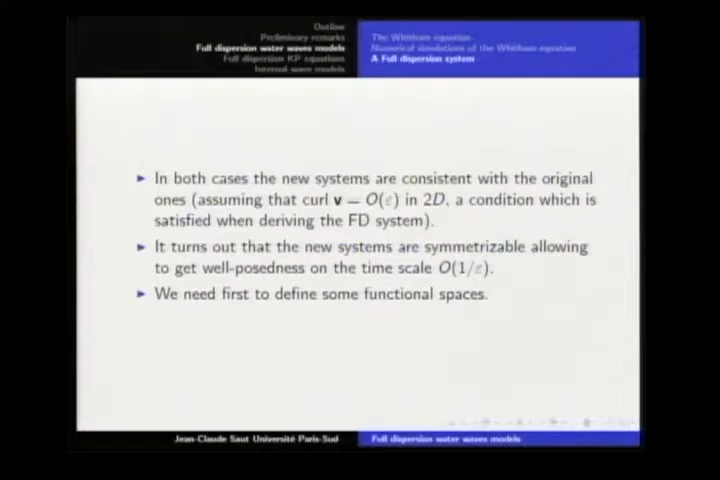 Outline
Preliminary remarks
Full dispersion water waves models
Full dispersion KP equations
Internal wave models
The Whitham equation
Numerical simulations of the Whitham equation
A Full dispersion system
► In both cases the new systems are consistent with the original
ones (assuming that curl v = O(ε) in 2D, a condition which is
satisfied when deriving the FD system).
► It turns out that the new systems are symmetrizable allowing
to get well-posedness on the time scale O(1/ε).
► We need first to define some functional spaces.
Jean-Claude Saut Université Paris-Sud
Full dispersion water waves models